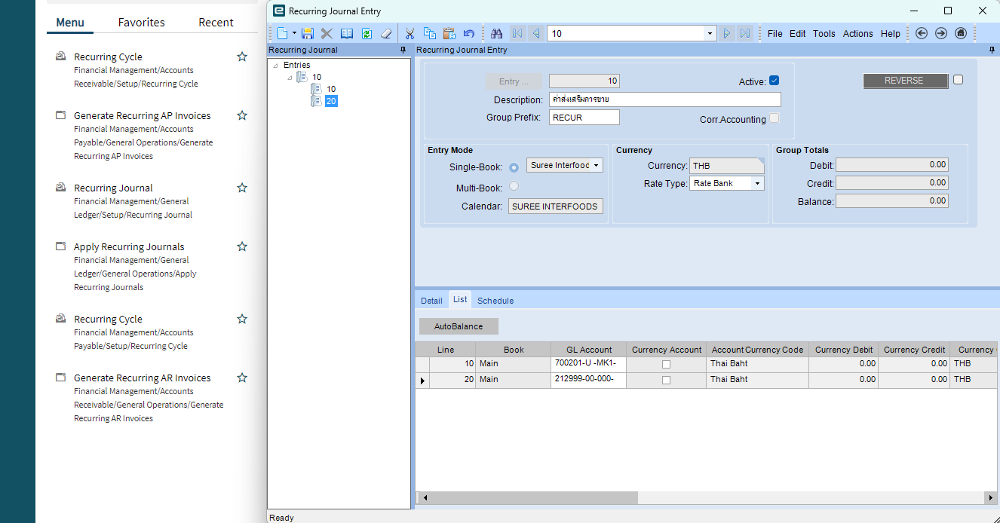 Menu
Favorites
Recent
Recurring Cycle
Financial Management/Accounts
Receivable/Setup/Recurring Cycle
Generate Recurring AP Invoices
Financial Management/Accounts
Payable/General Operations/Generate
Recurring AP Invoices
Recurring Journal
Financial Management/General
Ledger/Setup/Recurring Journal
Apply Recurring Journals
Financial Management/General
Ledger/General Operations/Apply
Recurring Journals
Recurring Cycle
Financial Management/Accounts
Payable/Setup/Recurring Cycle
Generate Recurring AR Invoices
Financial Management/Accounts
Receivable/General Operations/Generate
Recurring AR Invoices
Recurring Journal Entry
10
File Edit Tools Actions Help
Recurring Journal
Entries
10
10
20
Recurring Journal Entry
Entry ... 10
Active:
REVERSE
Description: ค่าส่งเสริมการขาย
Group Prefix: RECUR
Corr.Accounting
Entry Mode
Single-Book: Suree Interfooc
Multi-Book:
Calendar: SUREE INTERFOODS
Currency
Currency: THB
Rate Type: Rate Bank
Group Totals
Debit: 0.00
Credit: 0.00
Balance: 0.00
Detail List Schedule
AutoBalance
Line Book GL Account Currency Account Account Currency Code Currency Debit Currency Credit Currency
10 Main 700201-U -MK1- Thai Baht 0.00 0.00 THB
20 Main 212999-00-000- Thai Baht 0.00 0.00 THB
Ready